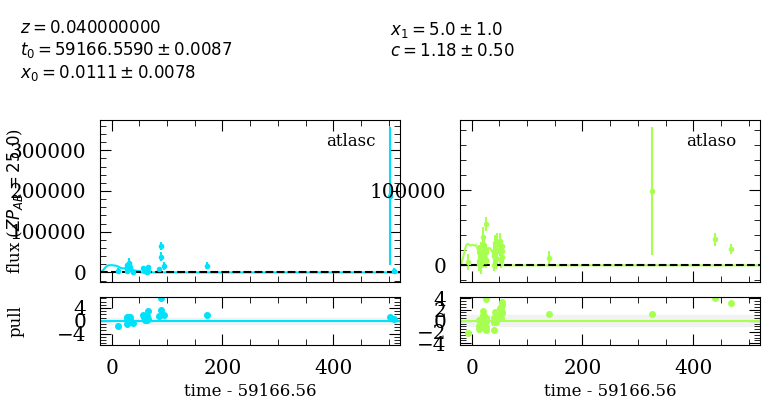 z = 0.040000000
t₀ = 59166.5590 ± 0.0087
x₀ = 0.0111 ± 0.0078
x₁ = 5.0 ± 1.0
c = 1.18 ± 0.50
flux (ZP_AB = 25.0)
300000
200000
100000
0
atlasc
100000
0
atlaso
pull
4
0
−4
0
200
400
time - 59166.56
4
2
0
−2
−4
0
200
400
time - 59166.56